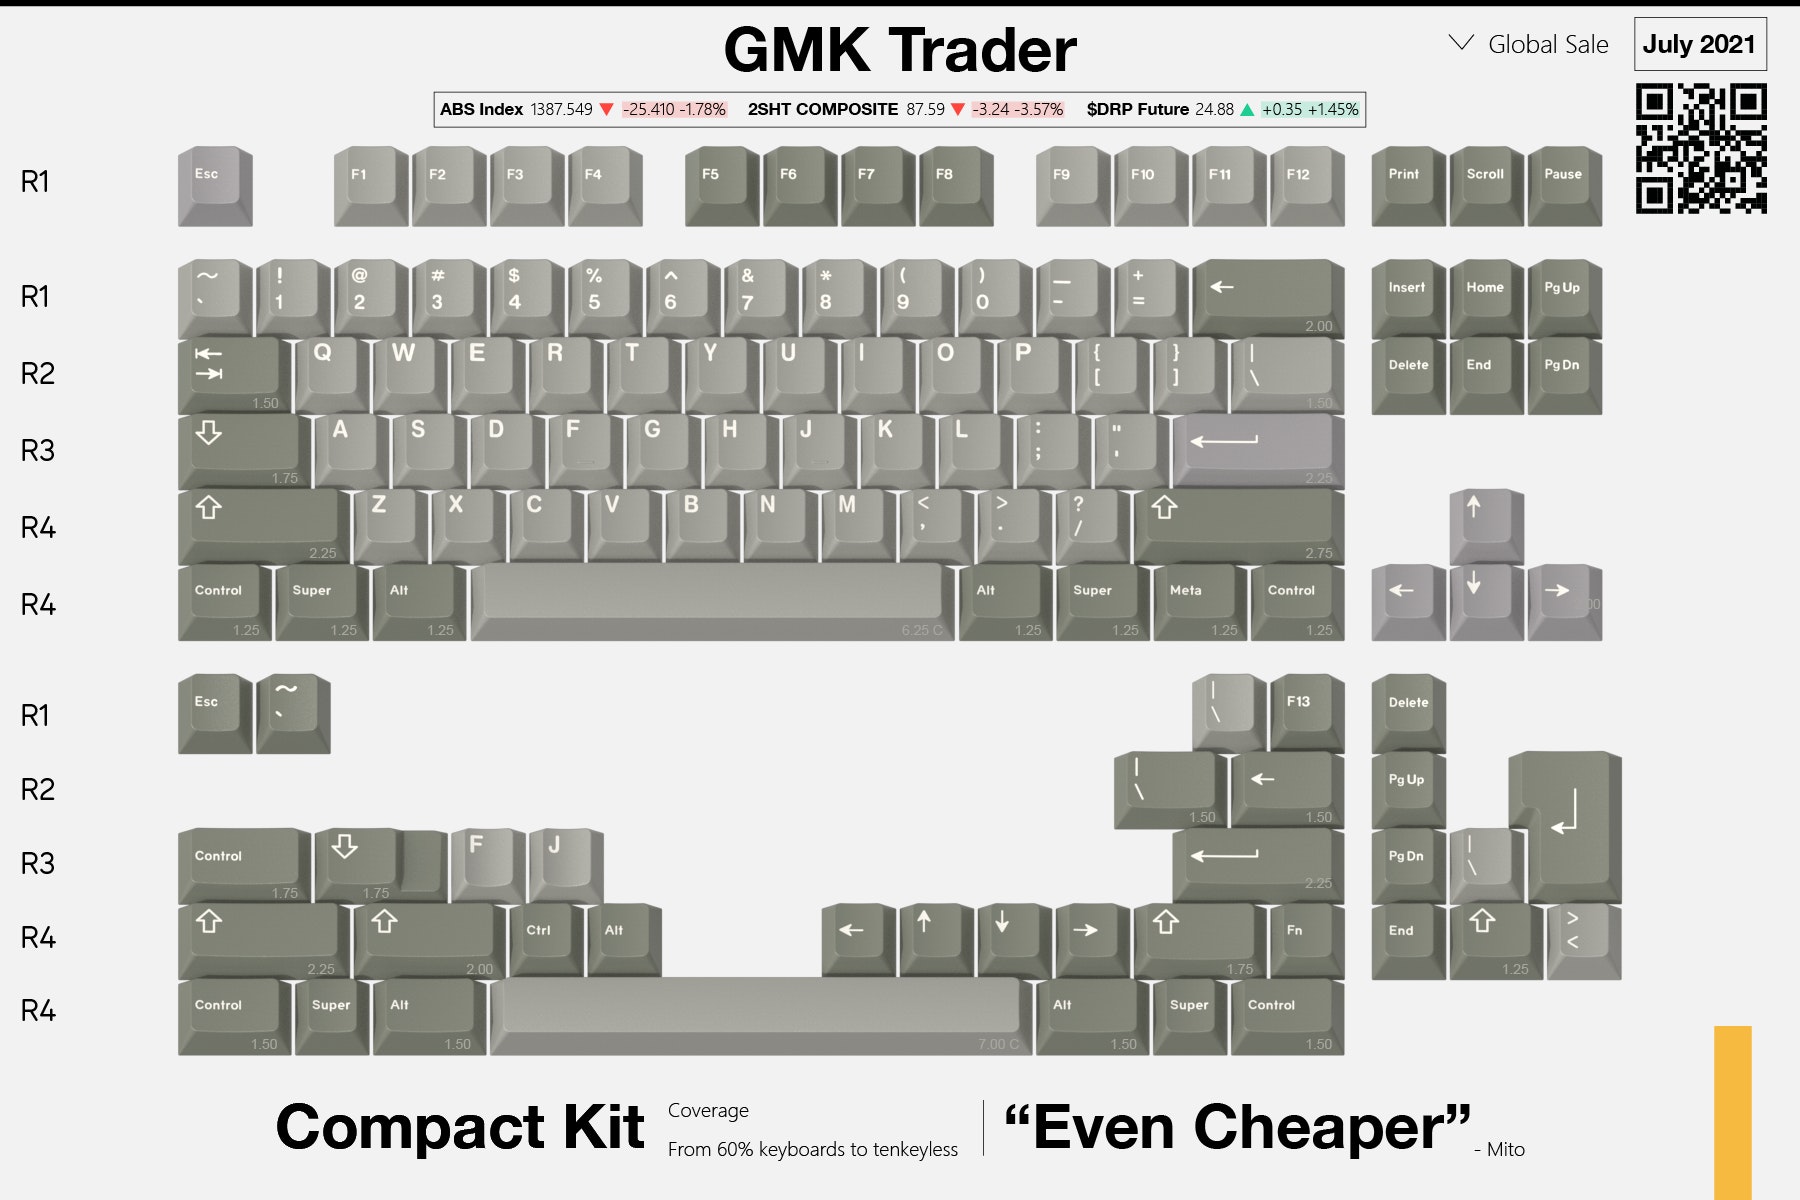 GMK Trader
Global Sale
July 2021
ABS Index 1387.549 ▼ -25.410 -1.78% 2SHT COMPOSITE 87.59 ▼ -3.24 -3.57% $DRP Future 24.88 ▲ +0.35 +1.45%
R1 Esc F1 F2 F3 F4 F5 F6 F7 F8 F9 F10 F11 F12 Print Scroll Pause
~ ! @ # $ % ^ & * ( ) — +
R1 ` 1 2 3 4 5 6 7 8 9 0 - = ← Insert Home Pg Up
2.00
R2 Q W E R T Y U I O P { [ } ] | \ Delete End Pg Dn
1.50 1.50
R3 A S D F G H J K L : ; " '
1.75 2.25
R4 Z X C V B N M < , > . ? / ↑
2.25 2.75
R4 Control Super Alt Alt Super Meta Control ← ↓ →
1.25 1.25 1.25 6.25 C 1.25 1.25 1.25 1.25 2.00
R1 Esc ~ ` | \ F13 Delete
R2 | \ ← Pg Up
1.50 1.50
R3 Control F J Pg Dn | \
1.75 1.75 2.25
R4 Ctrl Alt ← ↑ ↓ → Fn End > <
2.25 2.00 1.75 1.25
R4 Control Super Alt Alt Super Control
1.50 1.50 7.00 C 1.50 1.50
Compact Kit
Coverage
From 60% keyboards to tenkeyless
“Even Cheaper”
- Mito